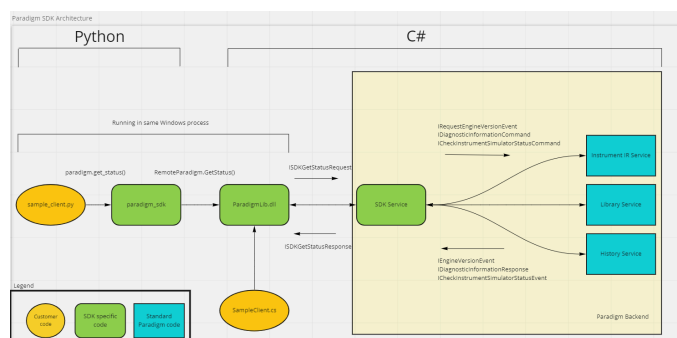 Paradigm SDK Architecture
Python
C#
Running in same Windows process
IRequestEngineVersionEvent
IDiagnosticInformationCommand
ICheckInstrumentSimulatorStatusCommand
paradigm.get_status()
RemoteParadigm.GetStatus()
ISDKGetStatusRequest
Instrument IR Service
sample_client.py
paradigm_sdk
ParadigmLib.dll
SDK Service
Library Service
ISDKGetStatusResponse
History Service
IEngineVersionEvent
IDiagnosticInformationResponse
ICheckInstrumentSimulatorStatusEvent
Legend
Customer
code
SDK specific
code
Standard
Paradigm code
SampleClient.cs
Paradigm Backend